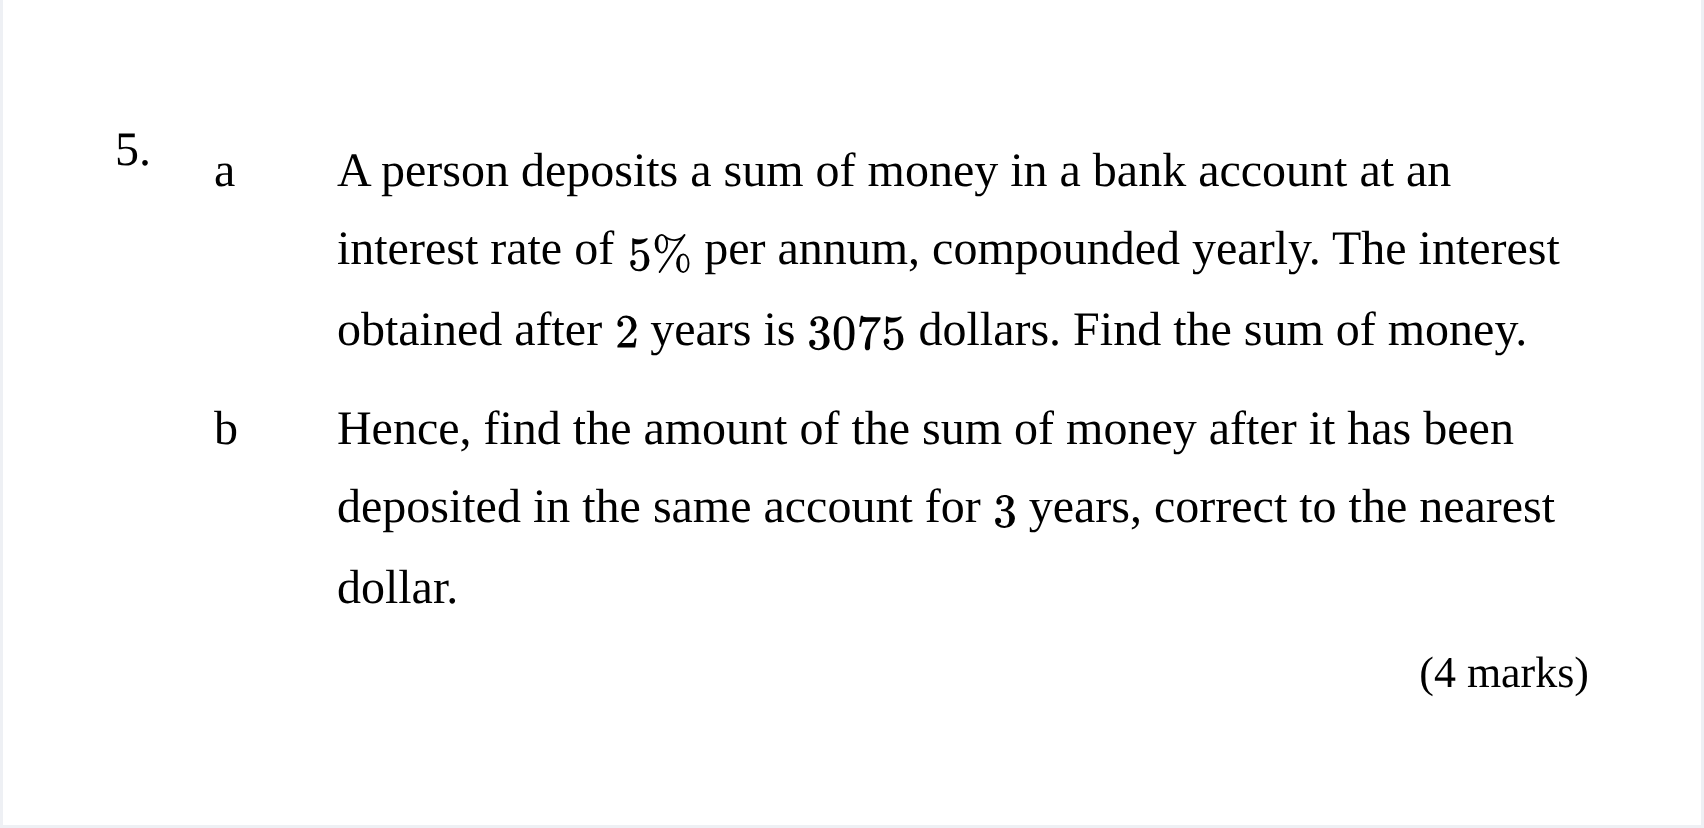 5.
a A person deposits a sum of money in a bank account at an
interest rate of 5% per annum, compounded yearly. The interest
obtained after 2 years is 3075 dollars. Find the sum of money.
b Hence, find the amount of the sum of money after it has been
deposited in the same account for 3 years, correct to the nearest
dollar.
(4 marks)